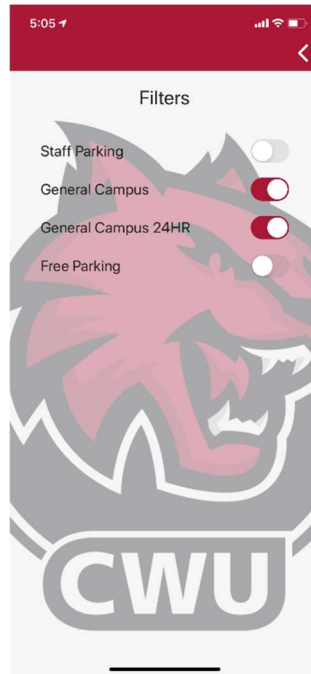 5:05
Filters
Staff Parking
General Campus
General Campus 24HR
Free Parking
CWU